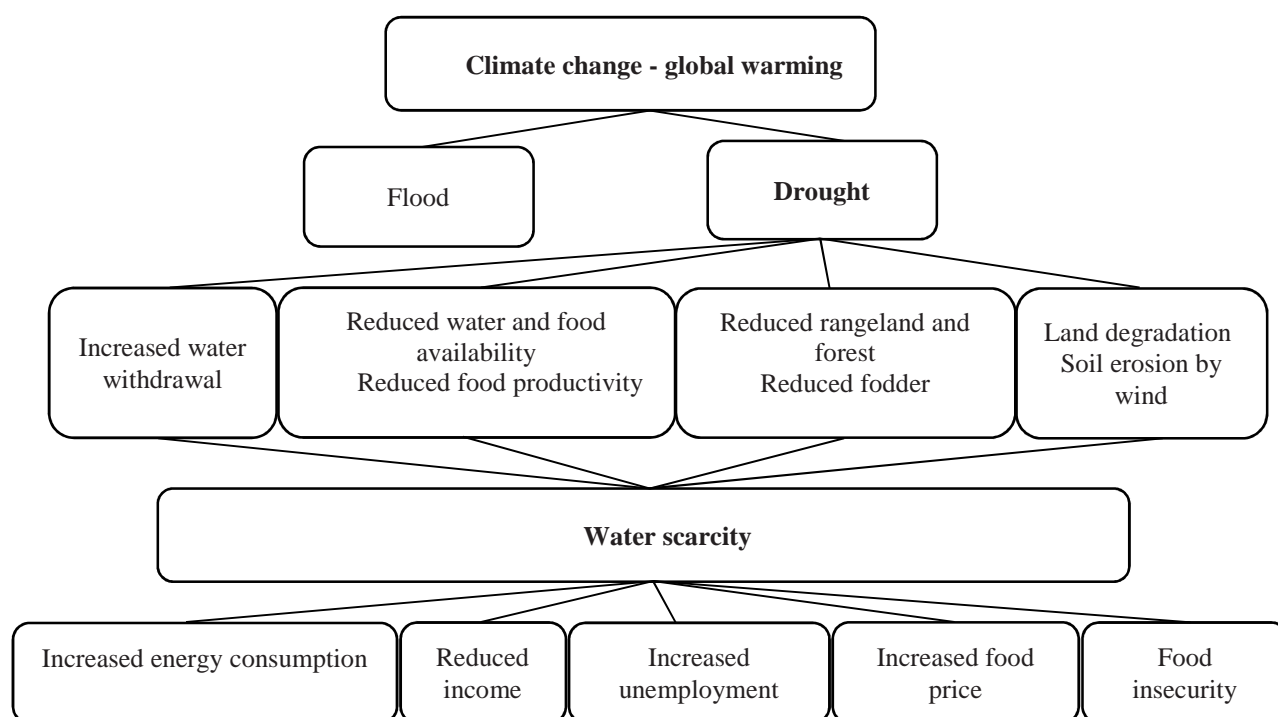 Climate change - global warming
Flood
Drought
Increased water
withdrawal
Reduced water and food
availability
Reduced food productivity
Reduced rangeland and
forest
Reduced fodder
Land degradation
Soil erosion by
wind
Water scarcity
Increased energy consumption
Reduced
income
Increased
unemployment
Increased food
price
Food
insecurity